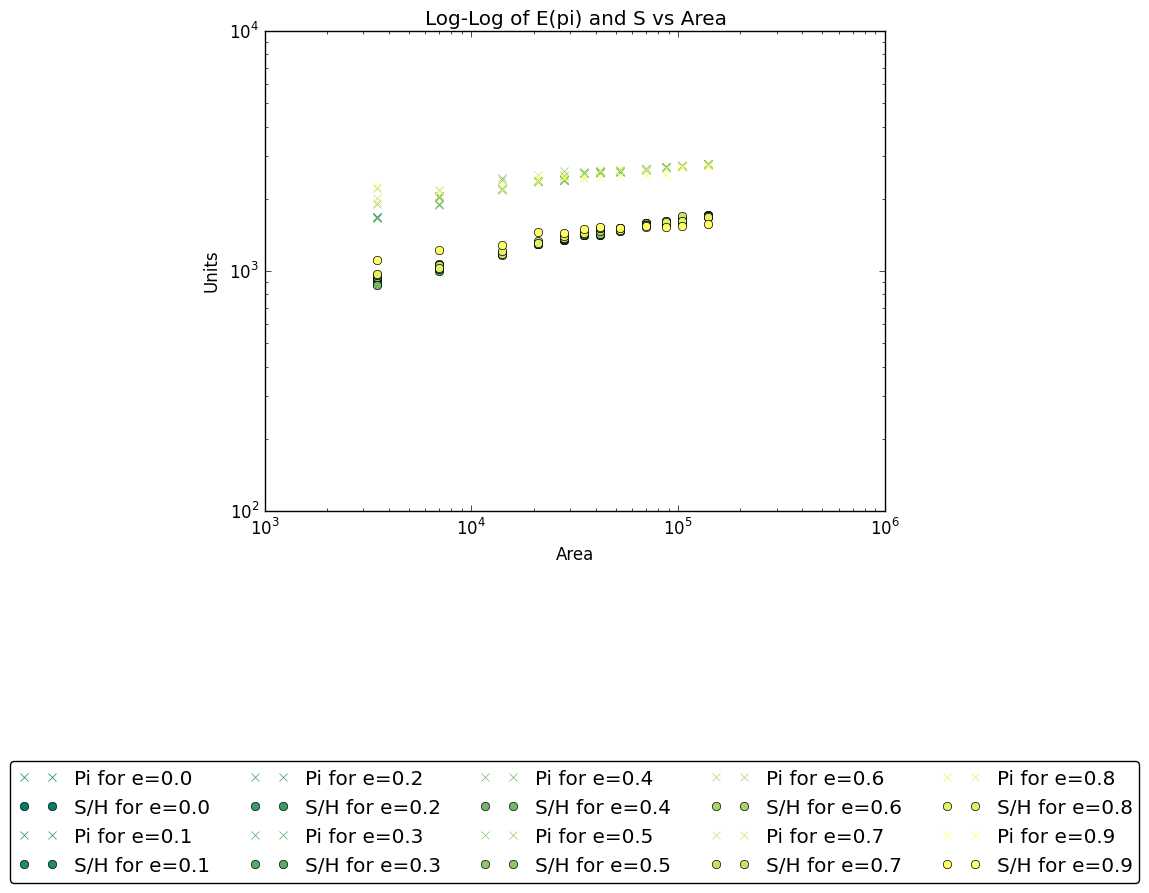 Log-Log of E(pi) and S vs Area
10^4
10^3
10^2
Units
10^3 10^4 10^5 10^6
Area
Pi for e=0.0 Pi for e=0.2 Pi for e=0.4 Pi for e=0.6 Pi for e=0.8
S/H for e=0.0 S/H for e=0.2 S/H for e=0.4 S/H for e=0.6 S/H for e=0.8
Pi for e=0.1 Pi for e=0.3 Pi for e=0.5 Pi for e=0.7 Pi for e=0.9
S/H for e=0.1 S/H for e=0.3 S/H for e=0.5 S/H for e=0.7 S/H for e=0.9